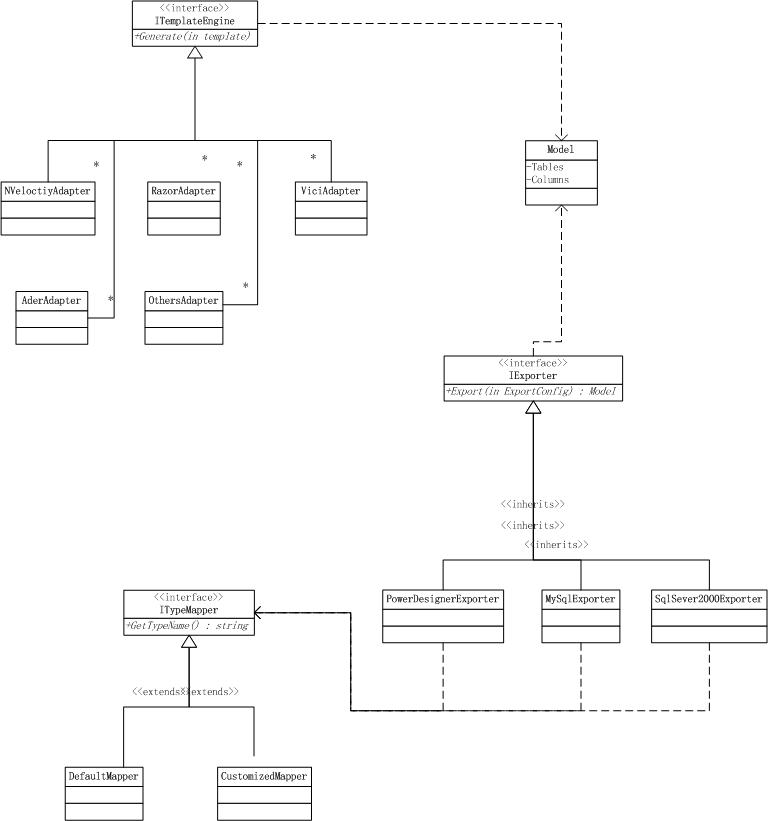 <<interface>>
ITemplateEngine
+Generate(in template)
Model
-Tables
-Columns
*
*
*
*
NVeloctiyAdapter
RazorAdapter
ViciAdapter
*
*
AderAdapter
OthersAdapter
<<interface>>
IExporter
+Export(in ExportConfig) : Model
<<inherits>>
<<inherits>>
<<inherits>>
<<interface>>
ITypeMapper
+GetTypeName() : string
PowerDesignerExporter
MySqlExporter
SqlSever2000Exporter
<<extends>>
<<extends>>
DefaultMapper
CustomizedMapper